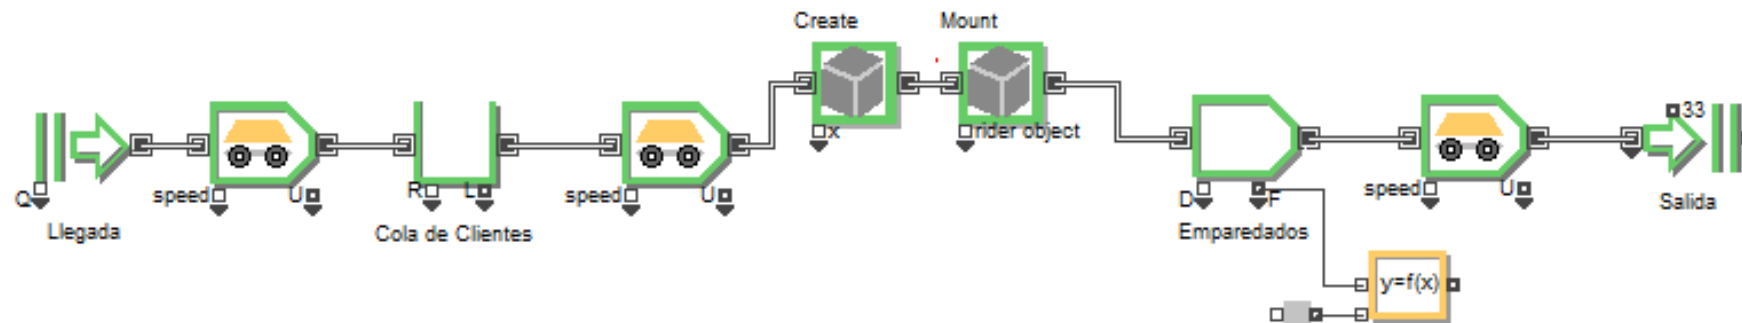 Create
Mount
33
x
rider object
Q
speed
U
R
L
speed
U
D
F
speed
U
Llegada
Cola de Clientes
Emparedados
Salida
y=f(x)